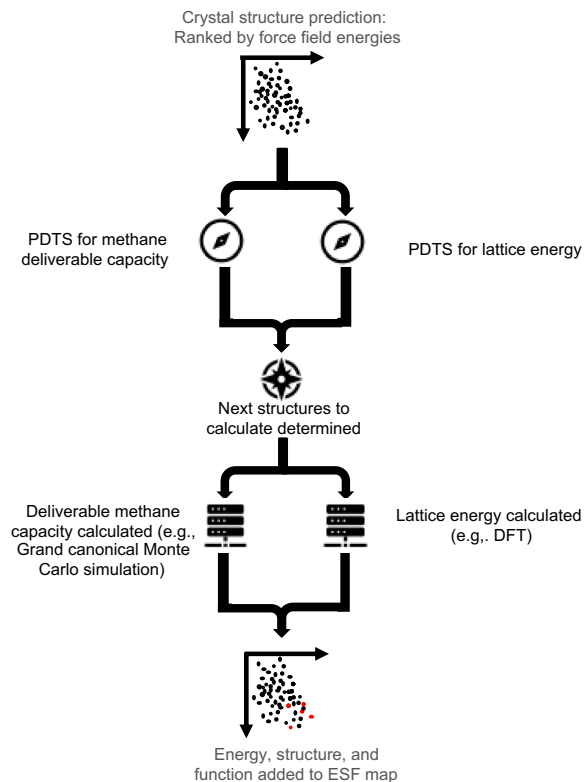 Crystal structure prediction:
Ranked by force field energies
PDTS for methane
deliverable capacity
PDTS for lattice energy
Next structures to
calculate determined
Deliverable methane
capacity calculated (e.g.,
Grand canonical Monte
Carlo simulation)
Lattice energy calculated
(e.g,. DFT)
Energy, structure, and
function added to ESF map